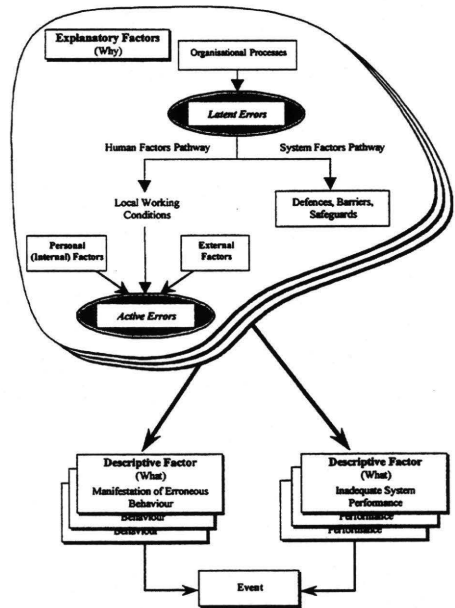 Explanatory Factors
(Why)
Organisational Processes
Latent Errors
Human Factors Pathway
System Factors Pathway
Local Working
Conditions
Defences, Barriers,
Safeguards
Personal
(Internal) Factors
External
Factors
Active Errors
Descriptive Factor
(What)
Manifestation of Erroneous
Behaviour
Behaviour
Behaviour
Descriptive Factor
(What)
Inadequate System
Performance
Performance
Performance
Event